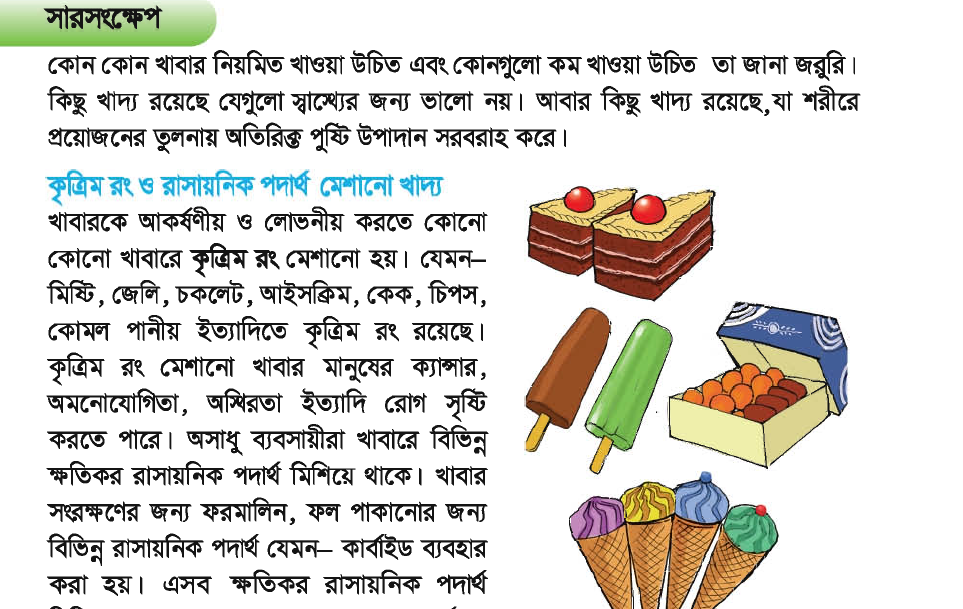 সারসংক্ষেপ
কোন কোন খাবার নিয়মিত খাওয়া উচিত এবং কোনগুলো কম খাওয়া উচিত তা জানা জরুরি।
কিছু খাদ্য রয়েছে যেগুলো স্বাস্থ্যের জন্য ভালো নয়। আবার কিছু খাদ্য রয়েছে,যা শরীরে
প্রয়োজনের তুলনায় অতিরিক্ত পুষ্টি উপাদান সরবরাহ করে।
কৃত্রিম রং ও রাসায়নিক পদার্থ মেশানো খাদ্য
খাবারকে আকর্ষণীয় ও লোভনীয় করতে কোনো
কোনো খাবারে কৃত্রিম রং মেশানো হয়। যেমন–
মিষ্টি, জেলি, চকলেট, আইসক্রিম, কেক, চিপস,
কোমল পানীয় ইত্যাদিতে কৃত্রিম রং রয়েছে।
কৃত্রিম রং মেশানো খাবার মানুষের ক্যান্সার,
অমনোযোগিতা, অস্থিরতা ইত্যাদি রোগ সৃষ্টি
করতে পারে। অসাধু ব্যবসায়ীরা খাবারে বিভিন্ন
ক্ষতিকর রাসায়নিক পদার্থ মিশিয়ে থাকে। খাবার
সংরক্ষণের জন্য ফরমালিন, ফল পাকানোর জন্য
বিভিন্ন রাসায়নিক পদার্থ যেমন– কার্বাইড ব্যবহার
করা হয়। এসব ক্ষতিকর রাসায়নিক পদার্থ